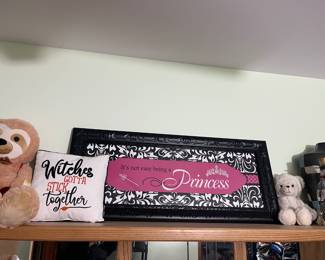 Witches
GOTTA
STICK
together
It's not easy being a
Princess